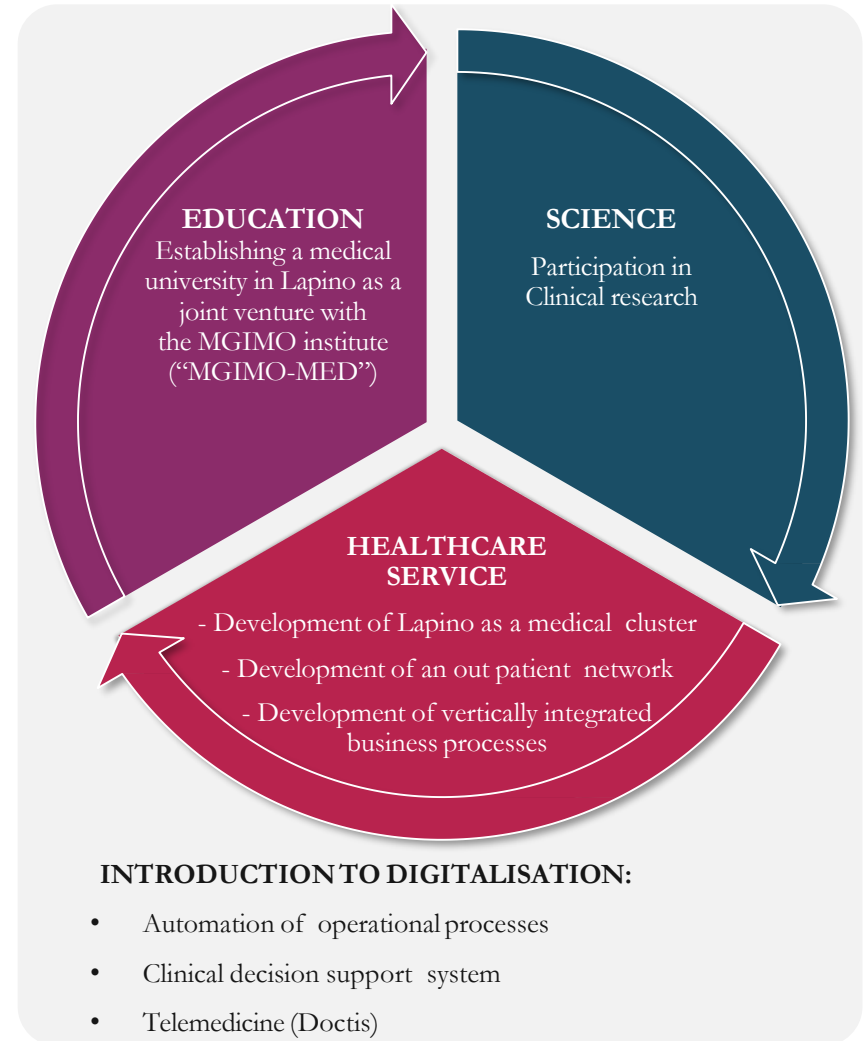 EDUCATION
Establishing a medical
university in Lapino as a
joint venture with
the MGIMO institute
(“MGIMO-MED”)
SCIENCE
Participation in
Clinical research
HEALTHCARE
SERVICE
- Development of Lapino as a medical cluster
- Development of an out patient network
- Development of vertically integrated
business processes
INTRODUCTION TO DIGITALISATION:
• Automation of operational processes
• Clinical decision support system
• Telemedicine (Doctis)